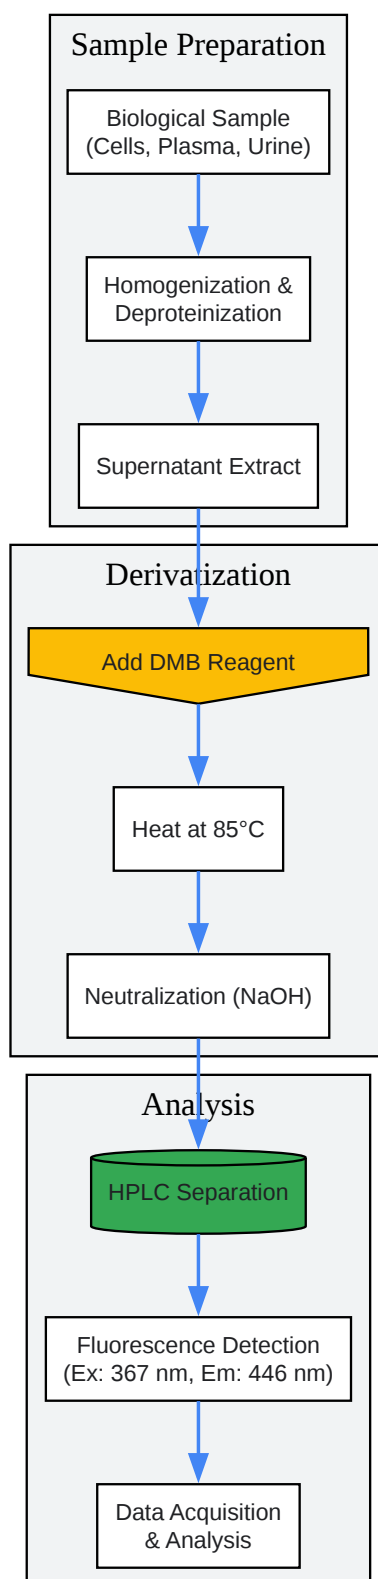 Sample Preparation
Biological Sample
(Cells, Plasma, Urine)
Homogenization &
Deproteinization
Supernatant Extract
Derivatization
Add DMB Reagent
Heat at 85°C
Neutralization (NaOH)
Analysis
HPLC Separation
Fluorescence Detection
(Ex: 367 nm, Em: 446 nm)
Data Acquisition
& Analysis